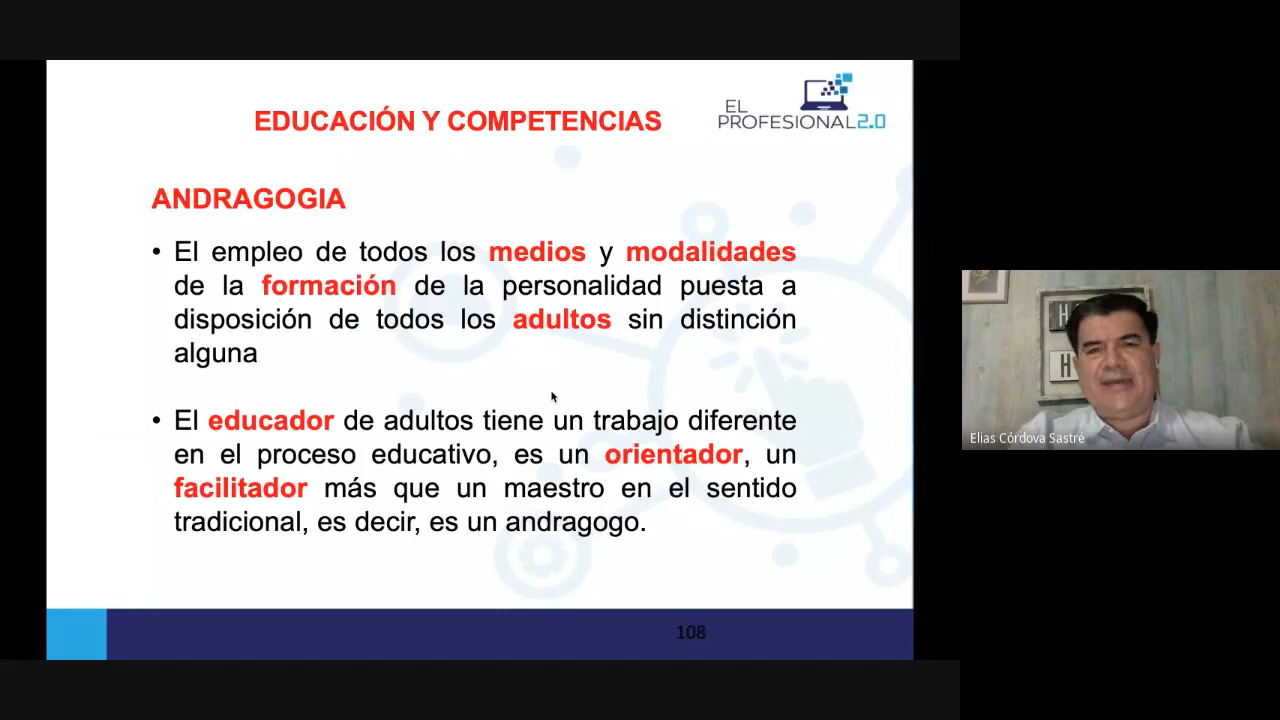 EDUCACIÓN Y COMPETENCIAS
EL
PROFESIONAL2.0
ANDRAGOGIA
• El empleo de todos los medios y modalidades
de la formación de la personalidad puesta a
disposición de todos los adultos sin distinción
alguna
• El educador de adultos tiene un trabajo diferente
en el proceso educativo, es un orientador, un
facilitador más que un maestro en el sentido
tradicional, es decir, es un andragogo.
108
H
H
Elias Córdova Sastré